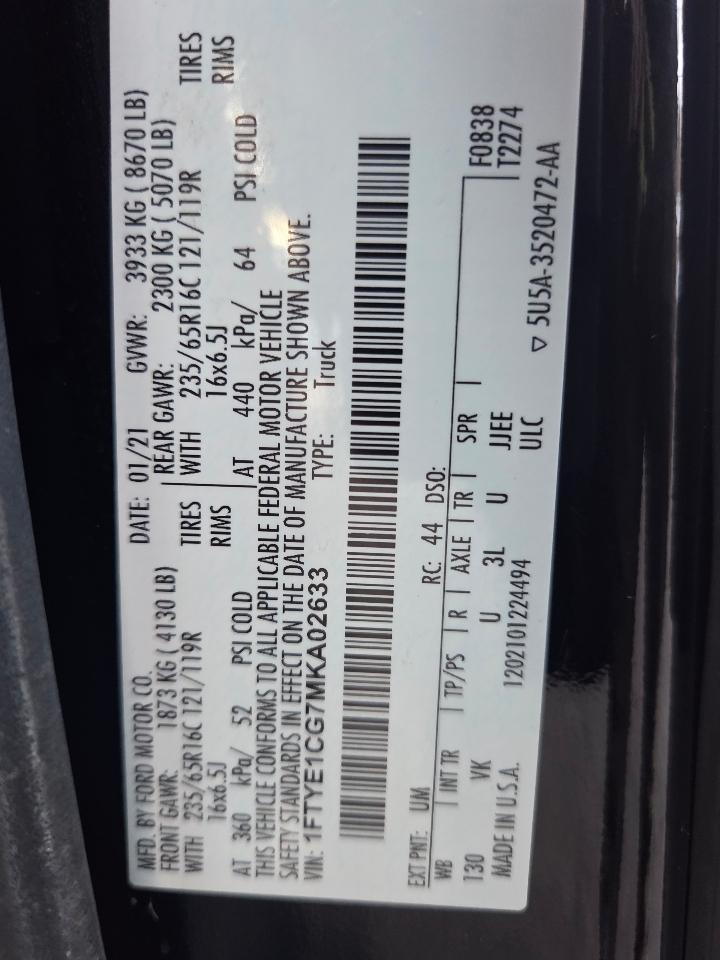 MFD. BY FORD MOTOR CO. DATE: 01/21 GVWR: 3933 KG ( 8670 LB)
FRONT GAWR: 1873 KG ( 4130 LB) REAR GAWR: 2300 KG ( 5070 LB)
WITH 235/65R16C 121/119R TIRES WITH 235/65R16C 121/119R TIRES
16x6.5J RIMS 16x6.5J RIMS
AT 360 kPa/ 52 PSI COLD AT 440 kPa/ 64 PSI COLD
THIS VEHICLE CONFORMS TO ALL APPLICABLE FEDERAL MOTOR VEHICLE
SAFETY STANDARDS IN EFFECT ON THE DATE OF MANUFACTURE SHOWN ABOVE.
VIN: 1FTYE1CG7MKA02633 TYPE: Truck
EXT PNT: UM RC: 44 DSO:
WB INT TR TP/PS R AXLE TR SPR F0838
130 VK U 3L U JJEE T2274
MADE IN U.S.A. 1202101224494 ULC
▽ 5U5A-3520472-AA